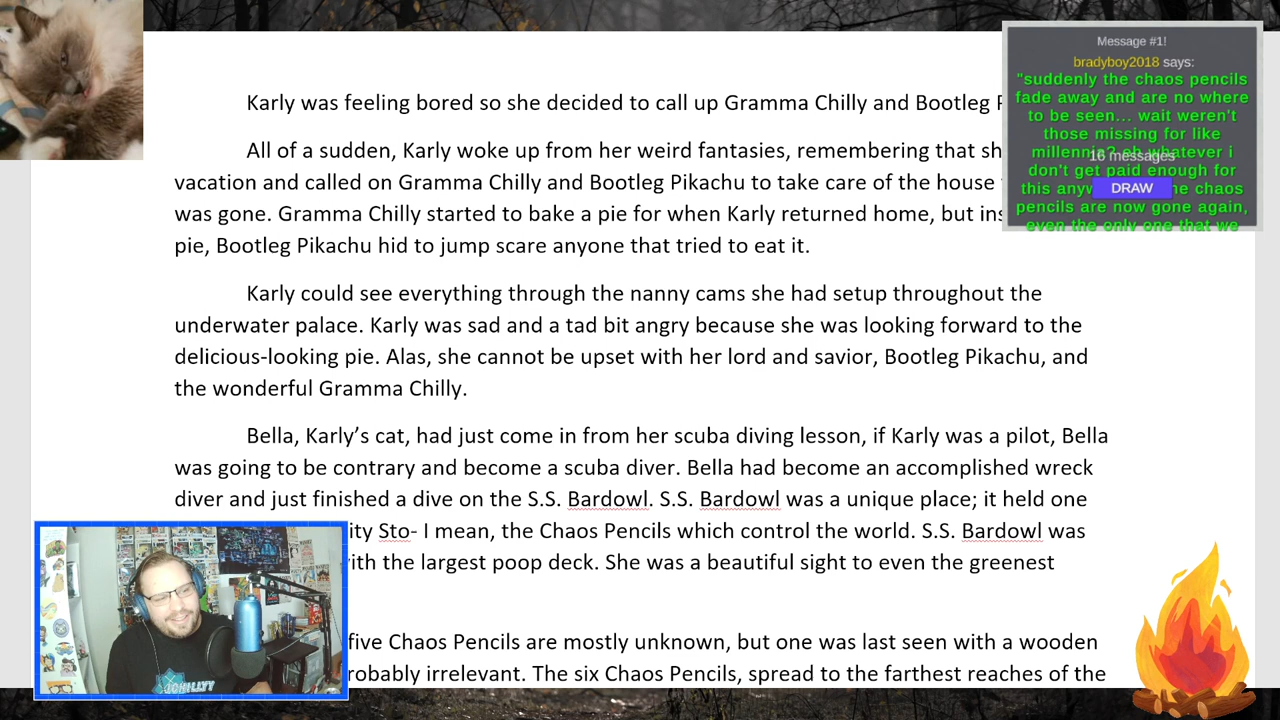 Karly was feeling bored so she decided to call up Gramma Chilly and Bootleg
All of a sudden, Karly woke up from her weird fantasies, remembering that
vacation and called on Gramma Chilly and Bootleg Pikachu to take care of the house
was gone. Gramma Chilly started to bake a pie for when Karly returned home, but
pie, Bootleg Pikachu hid to jump scare anyone that tried to eat it.
Karly could see everything through the nanny cams she had setup throughout the
underwater palace. Karly was sad and a tad bit angry because she was looking forward to the
delicious-looking pie. Alas, she cannot be upset with her lord and savior, Bootleg Pikachu, and
the wonderful Gramma Chilly.
Bella, Karly’s cat, had just come in from her scuba diving lesson, if Karly was a pilot, Bella
was going to be contrary and become a scuba diver. Bella had become an accomplished wreck
diver and just finished a dive on the S.S. Bardowl. S.S. Bardowl was a unique place; it held one
ity Sto- I mean, the Chaos Pencils which control the world. S.S. Bardowl was
ith the largest poop deck. She was a beautiful sight to even the greenest
five Chaos Pencils are mostly unknown, but one was last seen with a wooden
robably irrelevant. The six Chaos Pencils, spread to the farthest reaches of the
Message #1!
bradyboy2018 says:
"suddenly the chaos pencils
fade away and are no where
to be seen... wait weren't
those missing for like
whatever i
16 messages
don't get paid enough for
this chaos
DRAW
pencils are now gone again,
even the only one that we